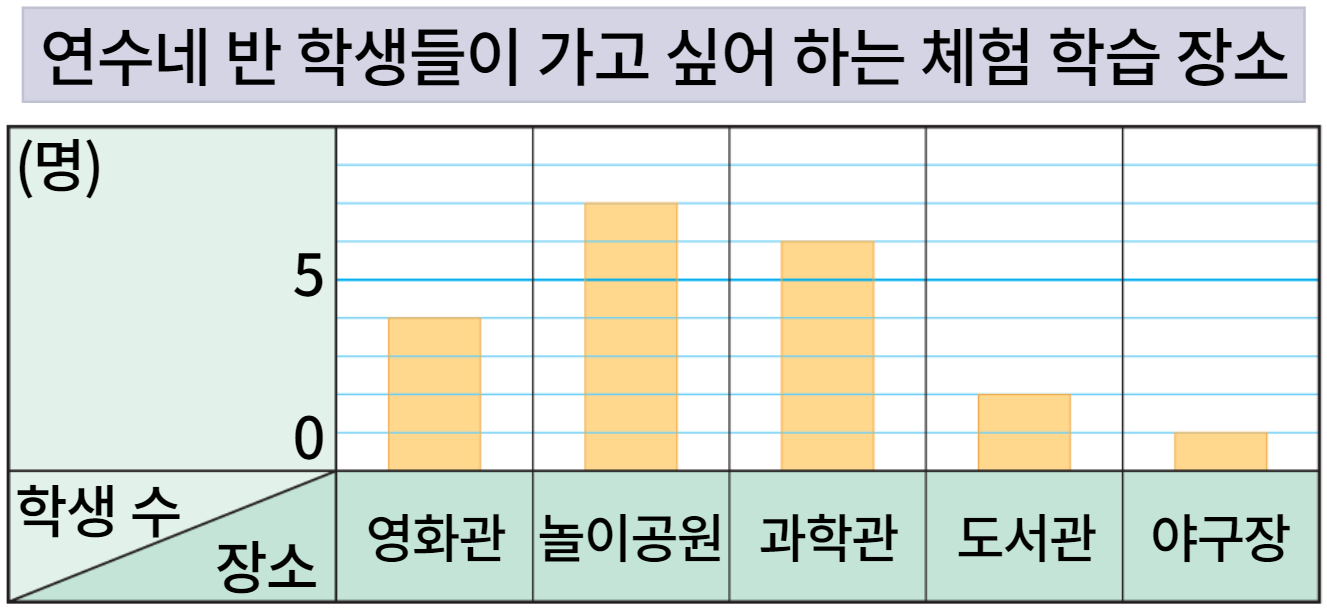 연수네 반 학생들이 가고 싶어 하는 체험 학습 장소
(명)
5
0
학생 수
장소
영화관 놀이공원 과학관 도서관 야구장